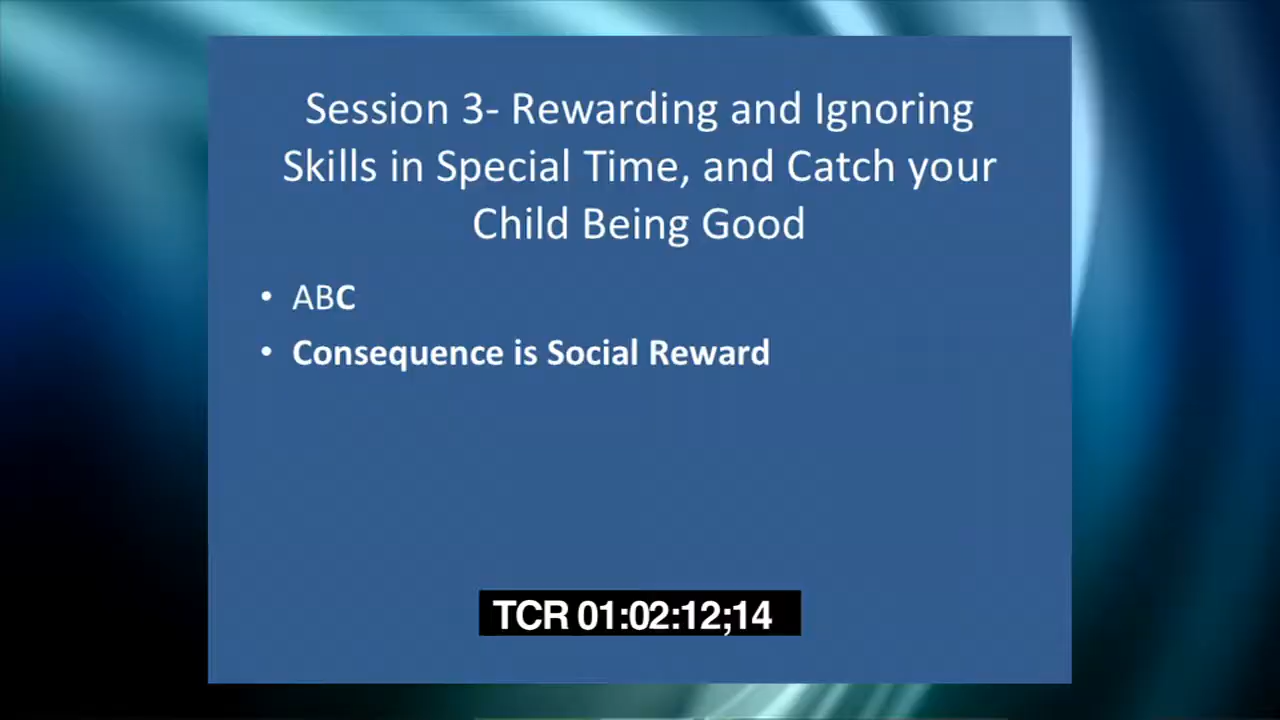 Session 3- Rewarding and Ignoring
Skills in Special Time, and Catch your
Child Being Good
• ABC
• Consequence is Social Reward
TCR 01:02:12;14